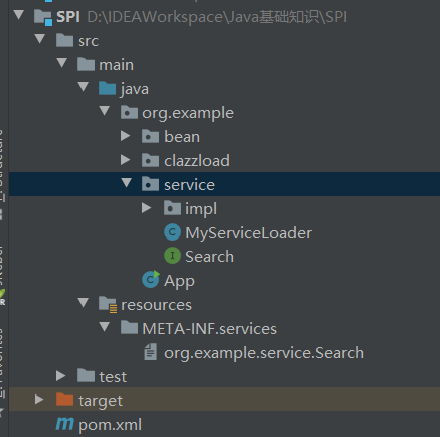 SPI D:\IDEAWorkspace\Java基础知识\SPI
src
main
java
org.example
bean
clazzload
service
impl
MyServiceLoader
Search
App
resources
META-INF.services
org.example.service.Search
test
target
pom.xml